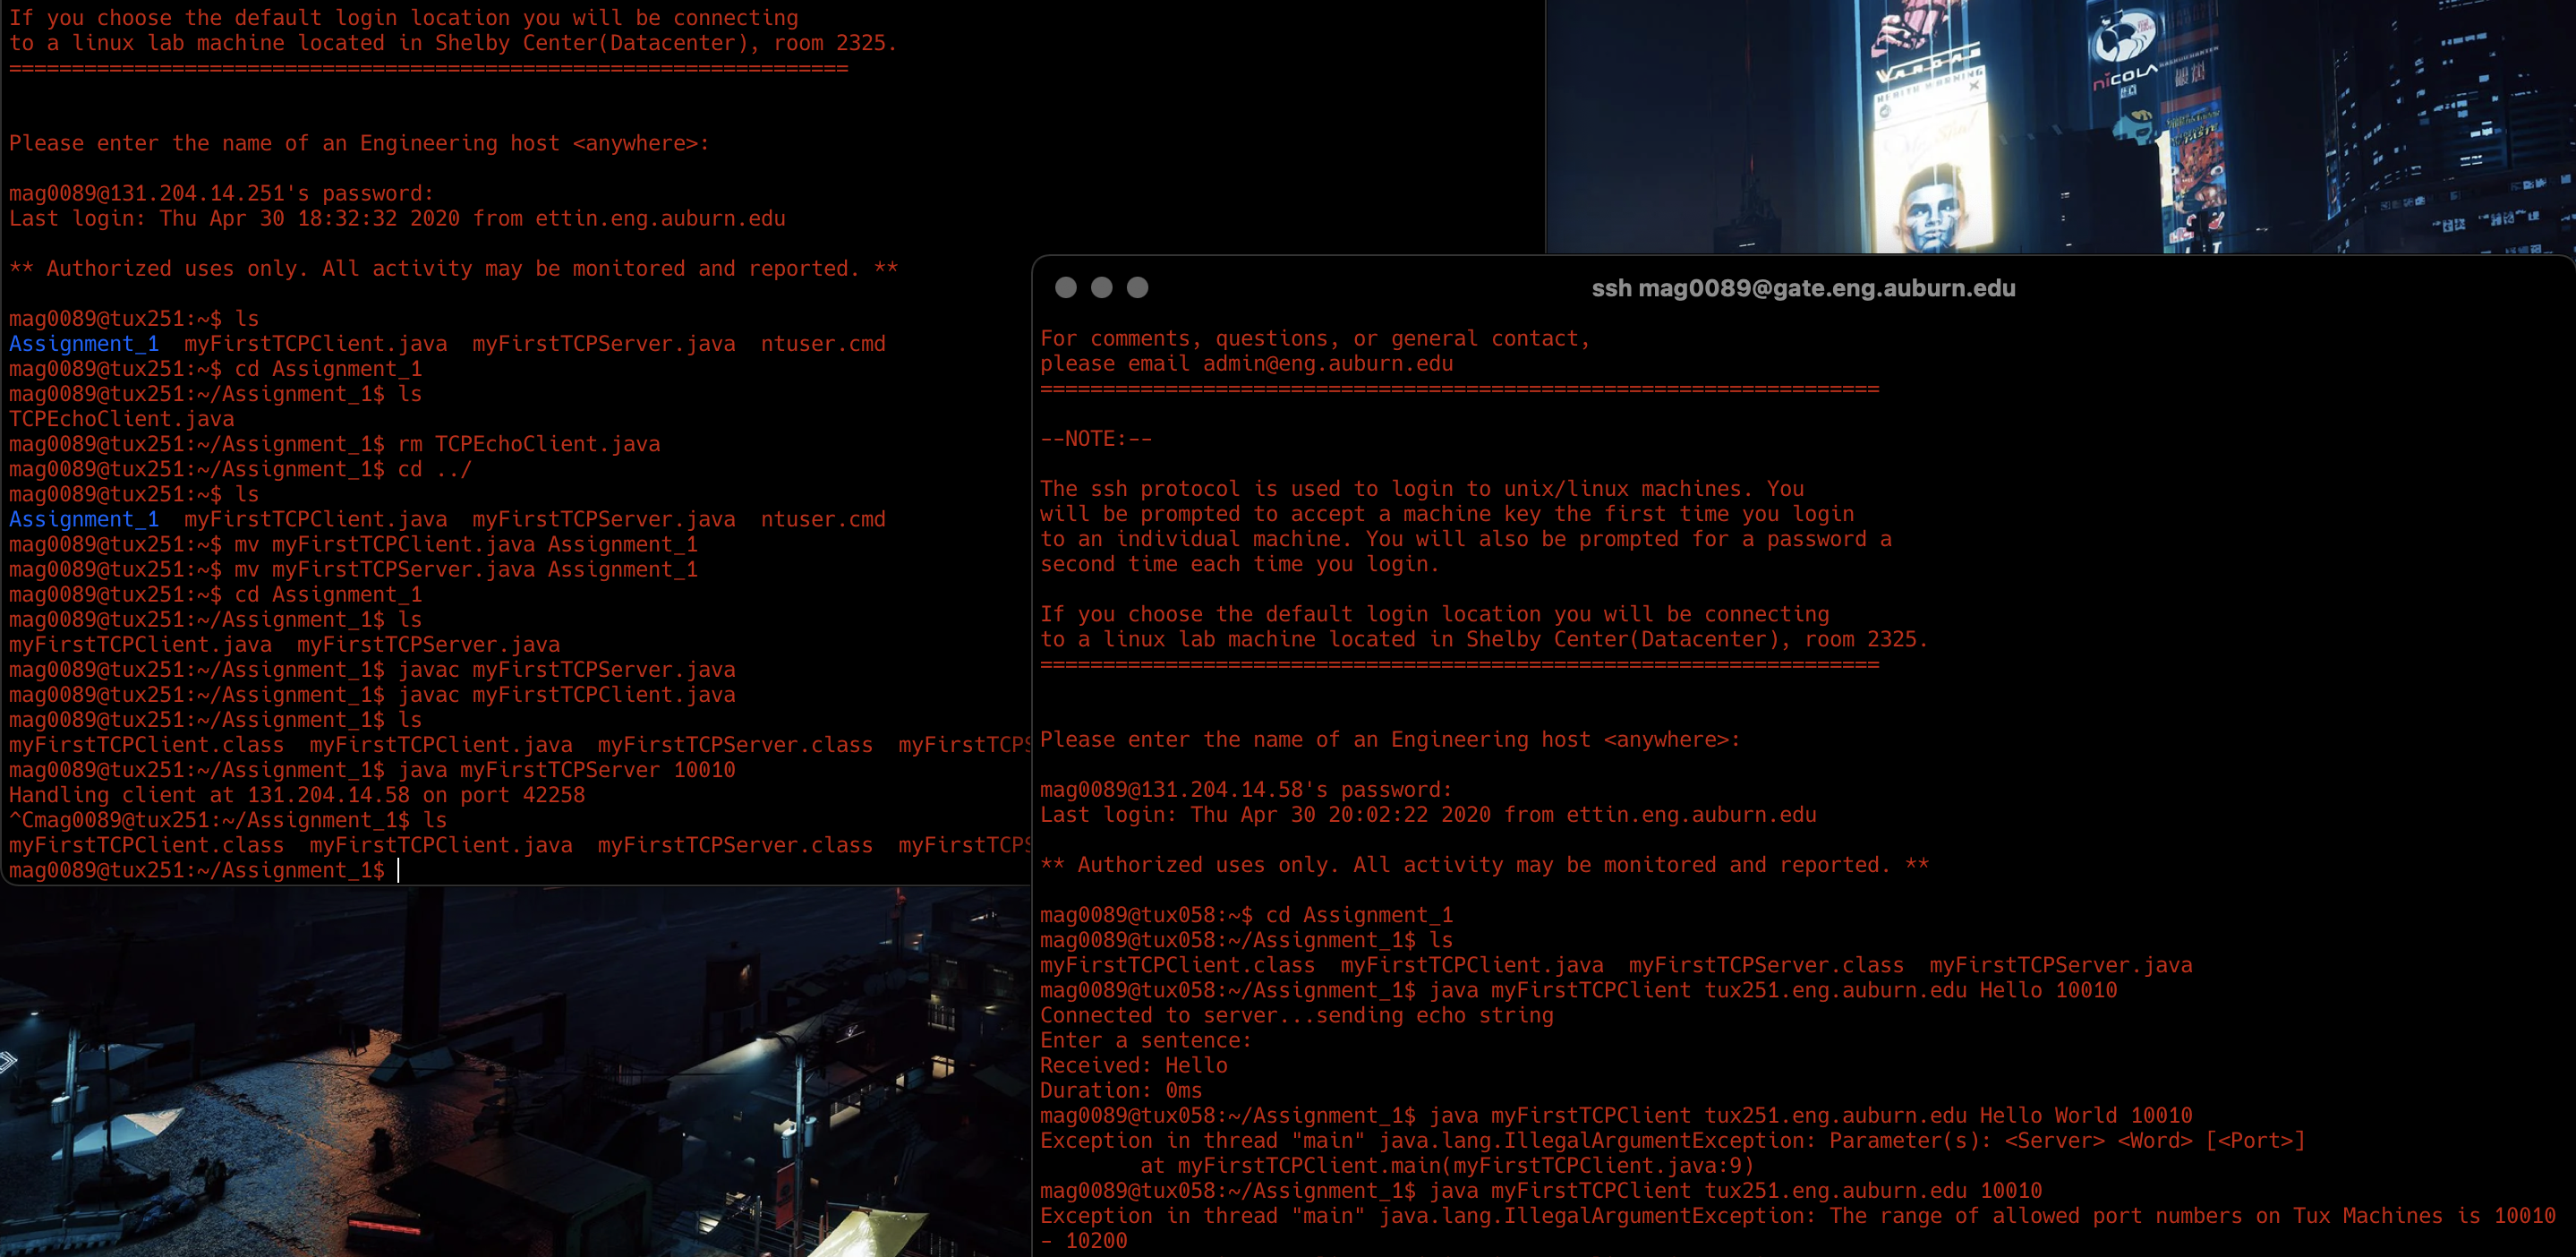 If you choose the default login location you will be connecting
to a linux lab machine located in Shelby Center(Datacenter), room 2325.
===================================================================
Please enter the name of an Engineering host <anywhere>:
mag0089@131.204.14.251's password:
Last login: Thu Apr 30 18:32:32 2020 from ettin.eng.auburn.edu
** Authorized uses only. All activity may be monitored and reported. **
mag0089@tux251:~$ ls
Assignment_1  myFirstTCPClient.java  myFirstTCPServer.java  ntuser.cmd
mag0089@tux251:~$ cd Assignment_1
mag0089@tux251:~/Assignment_1$ ls
TCPEchoClient.java
mag0089@tux251:~/Assignment_1$ rm TCPEchoClient.java
mag0089@tux251:~/Assignment_1$ cd ../
mag0089@tux251:~$ ls
Assignment_1  myFirstTCPClient.java  myFirstTCPServer.java  ntuser.cmd
mag0089@tux251:~$ mv myFirstTCPClient.java Assignment_1
mag0089@tux251:~$ mv myFirstTCPServer.java Assignment_1
mag0089@tux251:~$ cd Assignment_1
mag0089@tux251:~/Assignment_1$ ls
myFirstTCPClient.java  myFirstTCPServer.java
mag0089@tux251:~/Assignment_1$ javac myFirstTCPServer.java
mag0089@tux251:~/Assignment_1$ javac myFirstTCPClient.java
mag0089@tux251:~/Assignment_1$ ls
myFirstTCPClient.class  myFirstTCPClient.java  myFirstTCPServer.class  myFirstTCPS
mag0089@tux251:~/Assignment_1$ java myFirstTCPServer 10010
Handling client at 131.204.14.58 on port 42258
^Cmag0089@tux251:~/Assignment_1$ ls
myFirstTCPClient.class  myFirstTCPClient.java  myFirstTCPServer.class  myFirstTCPS
mag0089@tux251:~/Assignment_1$
VARGAS
HEALTH WARNING
NiCOLA
ssh mag0089@gate.eng.auburn.edu
For comments, questions, or general contact,
please email admin@eng.auburn.edu
===================================================================
--NOTE:--
The ssh protocol is used to login to unix/linux machines. You
will be prompted to accept a machine key the first time you login
to an individual machine. You will also be prompted for a password a
second time each time you login.
If you choose the default login location you will be connecting
to a linux lab machine located in Shelby Center(Datacenter), room 2325.
===================================================================
Please enter the name of an Engineering host <anywhere>:
mag0089@131.204.14.58's password:
Last login: Thu Apr 30 20:02:22 2020 from ettin.eng.auburn.edu
** Authorized uses only. All activity may be monitored and reported. **
mag0089@tux058:~$ cd Assignment_1
mag0089@tux058:~/Assignment_1$ ls
myFirstTCPClient.class  myFirstTCPClient.java  myFirstTCPServer.class  myFirstTCPServer.java
mag0089@tux058:~/Assignment_1$ java myFirstTCPClient tux251.eng.auburn.edu Hello 10010
Connected to server...sending echo string
Enter a sentence:
Received: Hello
Duration: 0ms
mag0089@tux058:~/Assignment_1$ java myFirstTCPClient tux251.eng.auburn.edu Hello World 10010
Exception in thread "main" java.lang.IllegalArgumentException: Parameter(s): <Server> <Word> [<Port>]
        at myFirstTCPClient.main(myFirstTCPClient.java:9)
mag0089@tux058:~/Assignment_1$ java myFirstTCPClient tux251.eng.auburn.edu 10010
Exception in thread "main" java.lang.IllegalArgumentException: The range of allowed port numbers on Tux Machines is 10010
- 10200